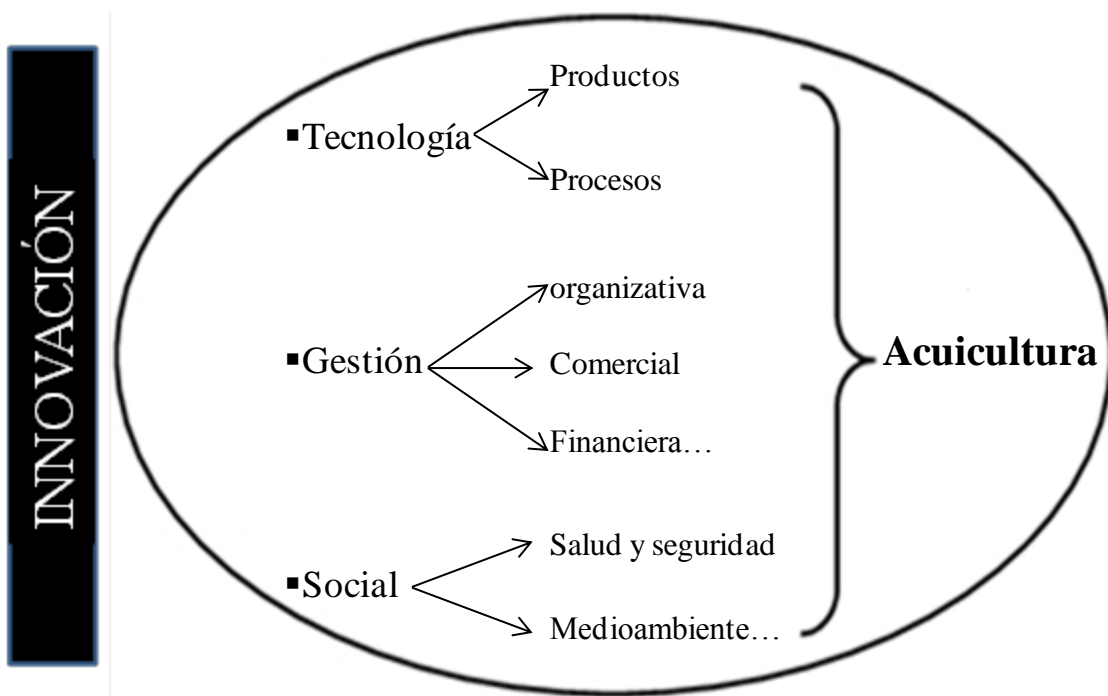 INNOVACIÓN
▪Tecnología
Productos
Procesos
▪Gestión
organizativa
Comercial
Financiera…
▪Social
Salud y seguridad
Medioambiente…
Acuicultura